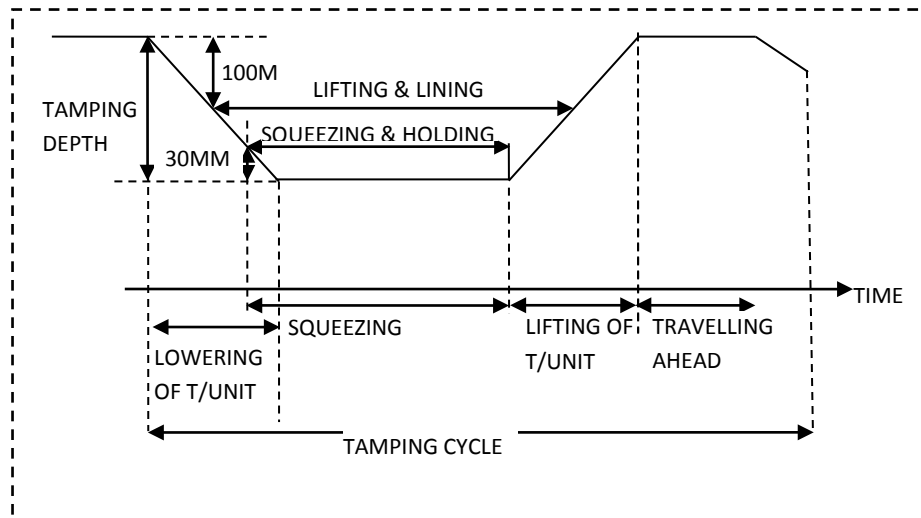 100M
LIFTING & LINING
TAMPING
DEPTH
SQUEEZING & HOLDING
30MM
TIME
SQUEEZING
LIFTING OF
T/UNIT
TRAVELLING
AHEAD
LOWERING
OF T/UNIT
TAMPING CYCLE